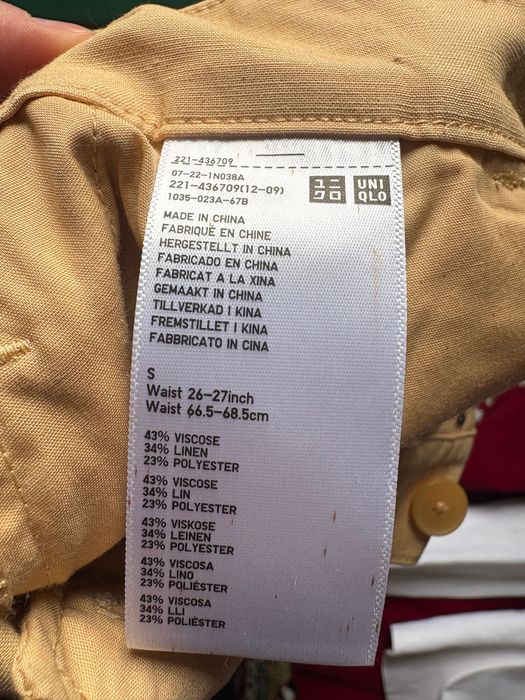 221-436709
07-22-1N038A
221-436709(12-09)
1035-023A-67B
ユニ
クロ
UNI
QLO
MADE IN CHINA
FABRIQUÉ EN CHINE
HERGESTELLT IN CHINA
FABRICADO EN CHINA
FABRICAT A LA XINA
GEMAAKT IN CHINA
TILLVERKAD I KINA
FREMSTILLET I KINA
FABBRICATO IN CINA
S
Waist 26-27inch
Waist 66.5-68.5cm
43% VISCOSE
34% LINEN
23% POLYESTER
43% VISCOSE
34% LIN
23% POLYESTER
43% VISKOSE
34% LEINEN
23% POLYESTER
43% VISCOSA
34% LINO
23% POLIÉSTER
43% VISCOSA
34% LLI
23% POLIÈSTER